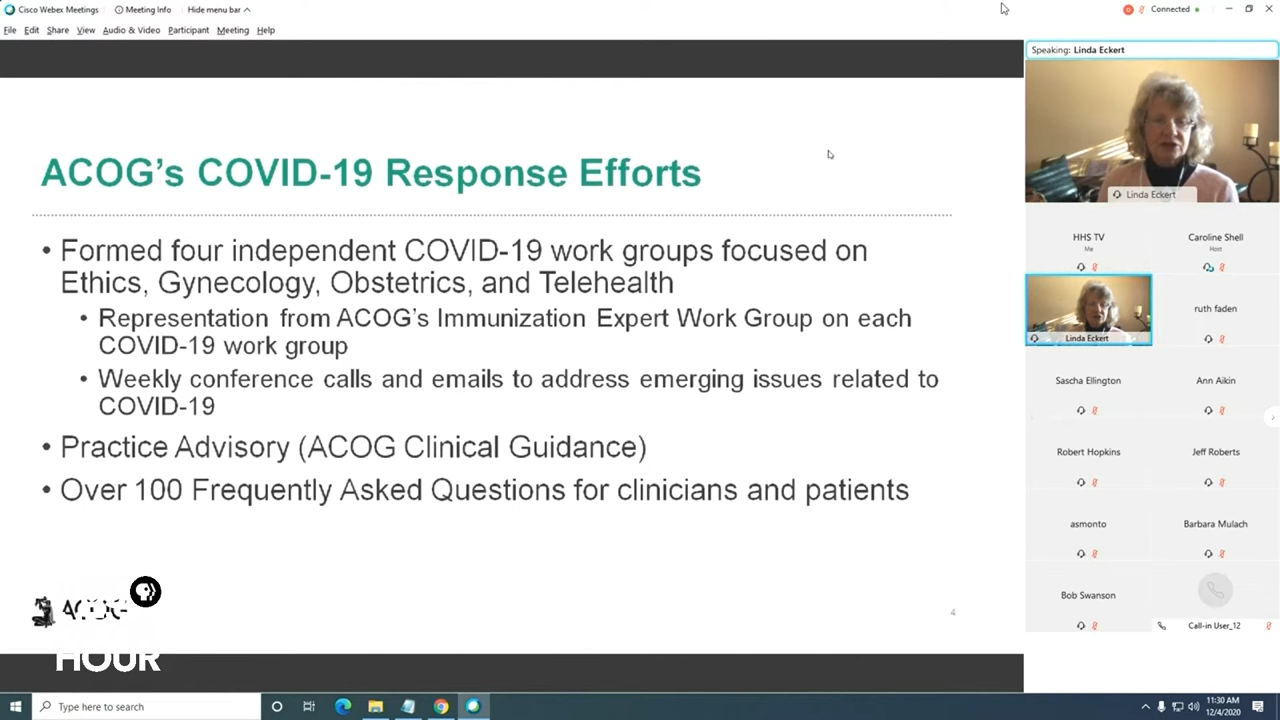 Cisco Webex Meetings
Meeting Info
Hide menu bar
Connected
File Edit Share View Audio & Video Participant Meeting Help
Speaking: Linda Eckert
Linda Eckert
ACOG's COVID-19 Response Efforts
• Formed four independent COVID-19 work groups focused on
Ethics, Gynecology, Obstetrics, and Telehealth
• Representation from ACOG's Immunization Expert Work Group on each
COVID-19 work group
• Weekly conference calls and emails to address emerging issues related to
COVID-19
• Practice Advisory (ACOG Clinical Guidance)
• Over 100 Frequently Asked Questions for clinicians and patients
4
HOUR
HHS TV
Me
Caroline Shell
Host
Linda Eckert
ruth faden
Sascha Ellington
Ann Aikin
Robert Hopkins
Jeff Roberts
asmonto
Barbara Mulach
Bob Swanson
Call-in User_12
Type here to search
11:30 AM
12/4/2020